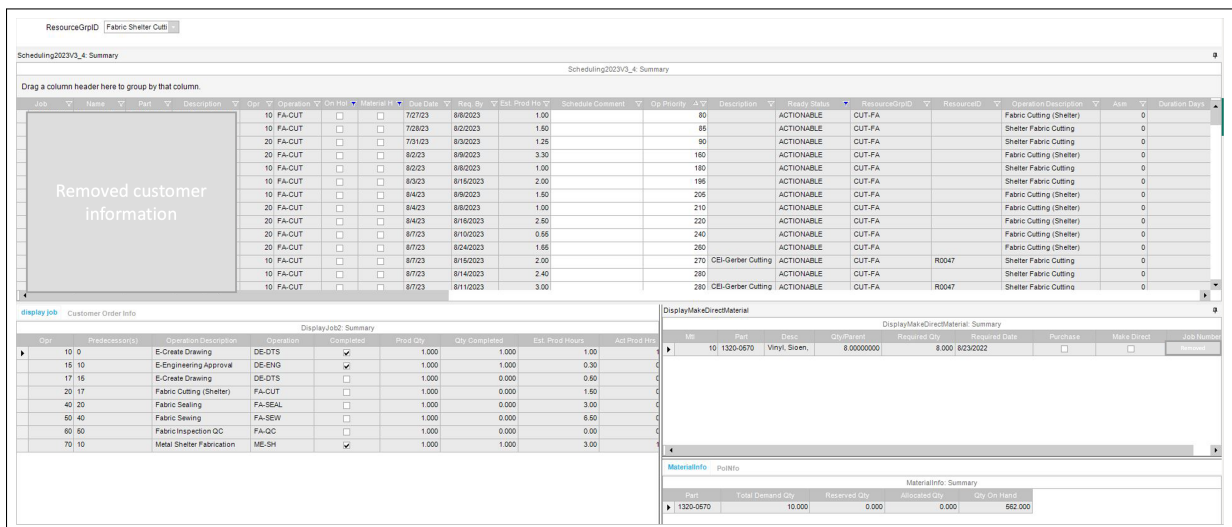 ResourceGrpID Fabric Shelter Cutti
Scheduling2023V3_4: Summary
Scheduling2023V3_4: Summary
Drag a column header here to group by that column.
Job Name Part Description Opr Operation On Hol Material H Due Date Req. By Est. Prod Ho Schedule Comment Op Priority Description Ready Status ResourceGrpID ResourceID Operation Description Asm Duration Days
Removed customer information
10 FA-CUT 7/27/23 8/8/2023 1.00 80 ACTIONABLE CUT-FA Fabric Cutting (Shelter) 0
10 FA-CUT 7/28/23 8/2/2023 1.50 85 ACTIONABLE CUT-FA Shelter Fabric Cutting 0
20 FA-CUT 7/31/23 8/3/2023 1.25 90 ACTIONABLE CUT-FA Shelter Fabric Cutting 0
20 FA-CUT 8/2/23 8/9/2023 3.30 160 ACTIONABLE CUT-FA Fabric Cutting (Shelter) 0
10 FA-CUT 8/2/23 8/8/2023 1.00 180 ACTIONABLE CUT-FA Shelter Fabric Cutting 0
10 FA-CUT 8/3/23 8/15/2023 2.00 195 ACTIONABLE CUT-FA Shelter Fabric Cutting 0
10 FA-CUT 8/4/23 8/9/2023 1.50 205 ACTIONABLE CUT-FA Fabric Cutting (Shelter) 0
20 FA-CUT 8/4/23 8/8/2023 1.00 210 ACTIONABLE CUT-FA Fabric Cutting (Shelter) 0
20 FA-CUT 8/4/23 8/16/2023 2.50 220 ACTIONABLE CUT-FA Fabric Cutting (Shelter) 0
20 FA-CUT 8/7/23 8/10/2023 0.55 240 ACTIONABLE CUT-FA Fabric Cutting (Shelter) 0
20 FA-CUT 8/7/23 8/24/2023 1.65 260 ACTIONABLE CUT-FA Fabric Cutting (Shelter) 0
10 FA-CUT 8/7/23 8/15/2023 2.00 270 CEI-Gerber Cutting ACTIONABLE CUT-FA R0047 Shelter Fabric Cutting 0
10 FA-CUT 8/7/23 8/14/2023 2.40 280 ACTIONABLE CUT-FA Shelter Fabric Cutting 0
10 FA-CUT 8/7/23 8/11/2023 3.00 280 CEI-Gerber Cutting ACTIONABLE CUT-FA R0047 Shelter Fabric Cutting 0
display job Customer Order Info
DisplayJob2: Summary
Opr Predecessor(s) Operation Description Operation Completed Prod Qty Qty Completed Est. Prod Hours Act Prod Hrs
10 0 E-Create Drawing DE-DTS 1.000 1.000 1.00 1
15 10 E-Engineering Approval DE-ENG 1.000 1.000 0.30 0
17 15 E-Create Drawing DE-DTS 1.000 0.000 0.50 0
20 17 Fabric Cutting (Shelter) FA-CUT 1.000 0.000 1.50 0
40 20 Fabric Sealing FA-SEAL 1.000 0.000 3.00 0
50 40 Fabric Sewing FA-SEW 1.000 0.000 6.50 0
60 50 Fabric Inspection QC FA-QC 1.000 0.000 0.00 0
70 10 Metal Shelter Fabrication ME-SH 1.000 1.000 3.00 1
DisplayMakeDirectMaterial
DisplayMakeDirectMaterial: Summary
Mtl Part Desc Qty/Parent Required Qty Required Date Purchase Make Direct Job Number
10 1320-0670 Vinyl, Sioen, 8.00000000 8.000 8/23/2022 Removed
MaterialInfo PoINfo
MaterialInfo: Summary
Part Total Demand Qty Reserved Qty Allocated Qty Qty On Hand
1320-0670 10.000 0.000 0.000 562.000